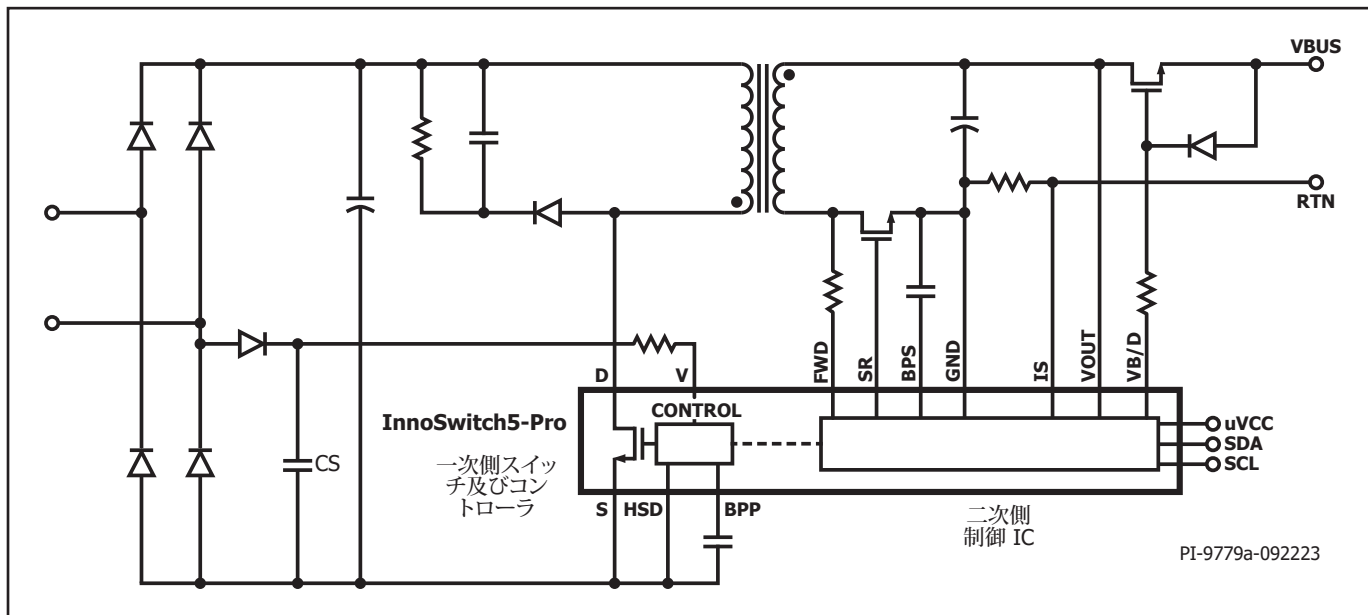 VBUS
RTN
FWD
SR
BPS
GND
IS
VOUT
VB/D
D
V
InnoSwitch5-Pro
CONTROL
uVCC
SDA
SCL
CS
一次側スイッ
チ及びコン
トローラ
S
HSD
BPP
二次側
制御 IC
PI-9779a-092223